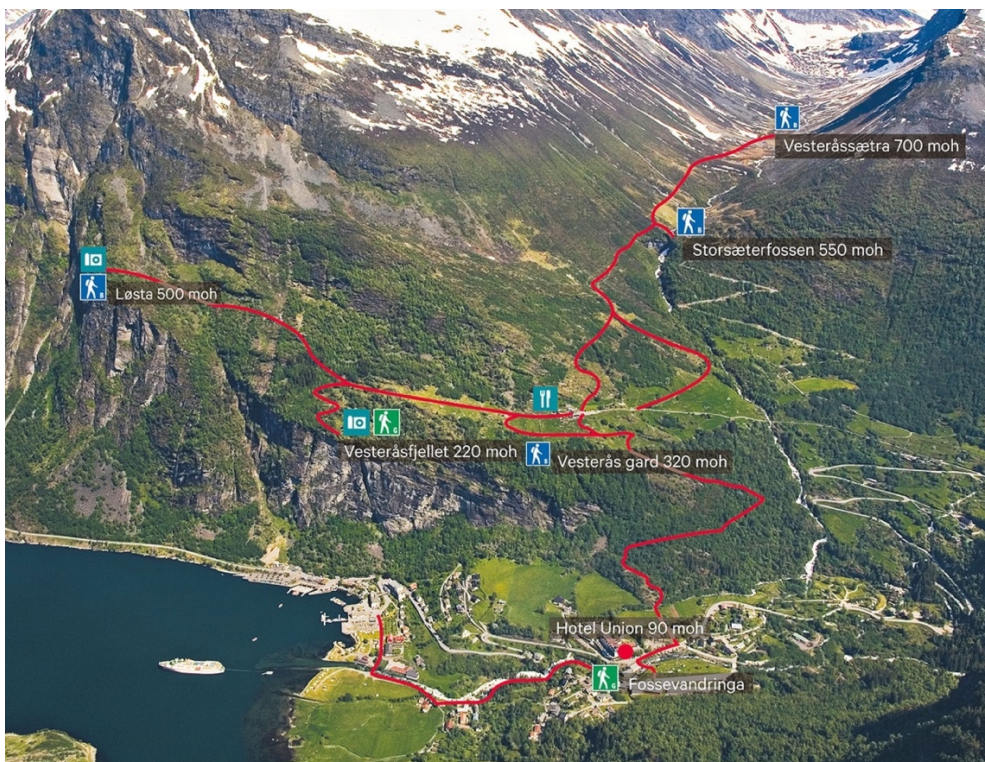 Vesteråssætra 700 moh
Storsæterfossen 550 moh
Løsta 500 moh
Vesteråsfjellet 220 moh
Vesterås gard 320 moh
Hotel Union 90 moh
Fossevandringa